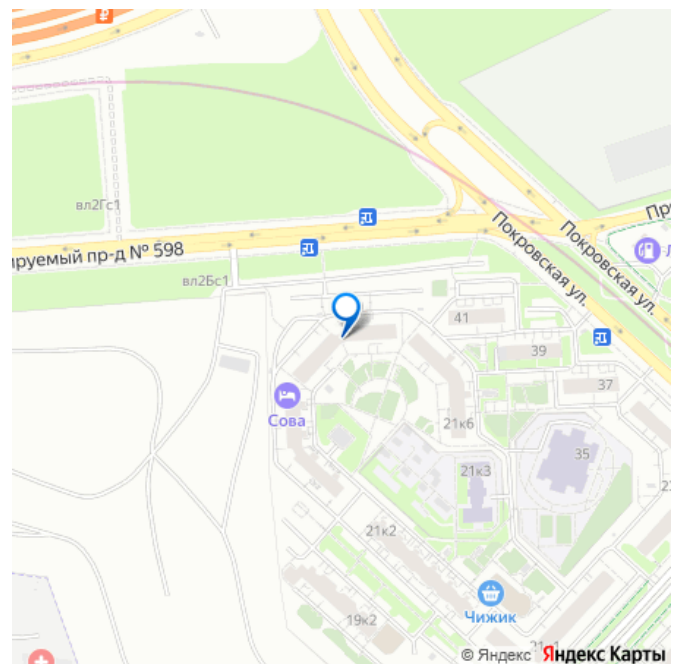 ₽
вл2Гс1
руемый пр-д № 598
вл2Бс1
Покровская ул.
Покровская ул.
Пр
Л
41
39
37
21к6
Сова
21к3
35
21к2
19к2
Чижик
© Яндекс Яндекс Карты